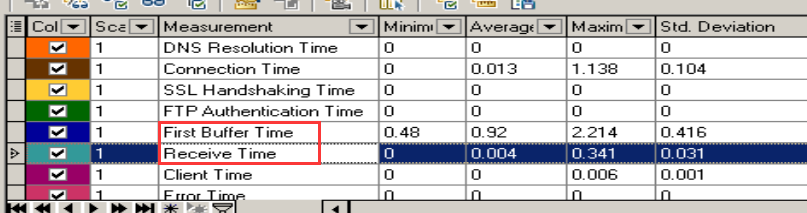 Col Sca Measurement Minim Average Maxim Std. Deviation
1 DNS Resolution Time 0 0 0 0
1 Connection Time 0 0.013 1.138 0.104
1 SSL Handshaking Time 0 0 0 0
1 FTP Authentication Time 0 0 0 0
1 First Buffer Time 0.48 0.92 2.214 0.416
1 Receive Time 0 0.004 0.341 0.031
1 Client Time 0 0 0.006 0.001
1 Error Time 0 0 0 0